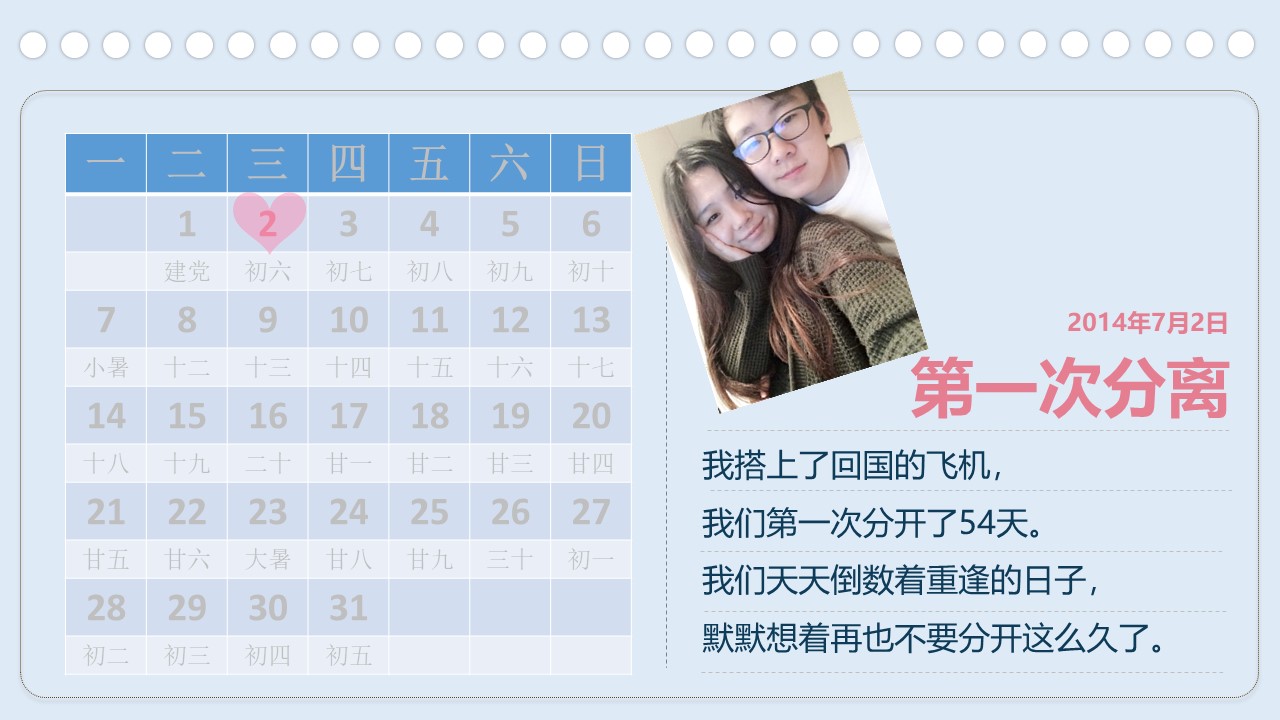 一 二 三 四 五 六 日
1 2 3 4 5 6
建党 初六 初七 初八 初九 初十
7 8 9 10 11 12 13
小暑 十二 十三 十四 十五 十六 十七
14 15 16 17 18 19 20
十八 十九 二十 廿一 廿二 廿三 廿四
21 22 23 24 25 26 27
廿五 廿六 大暑 廿八 廿九 三十 初一
28 29 30 31
初二 初三 初四 初五
2014年7月2日
第一次分离
我搭上了回国的飞机，
我们第一次分开了54天。
我们天天倒数着重逢的日子，
默默想着再也不要分开这么久了。